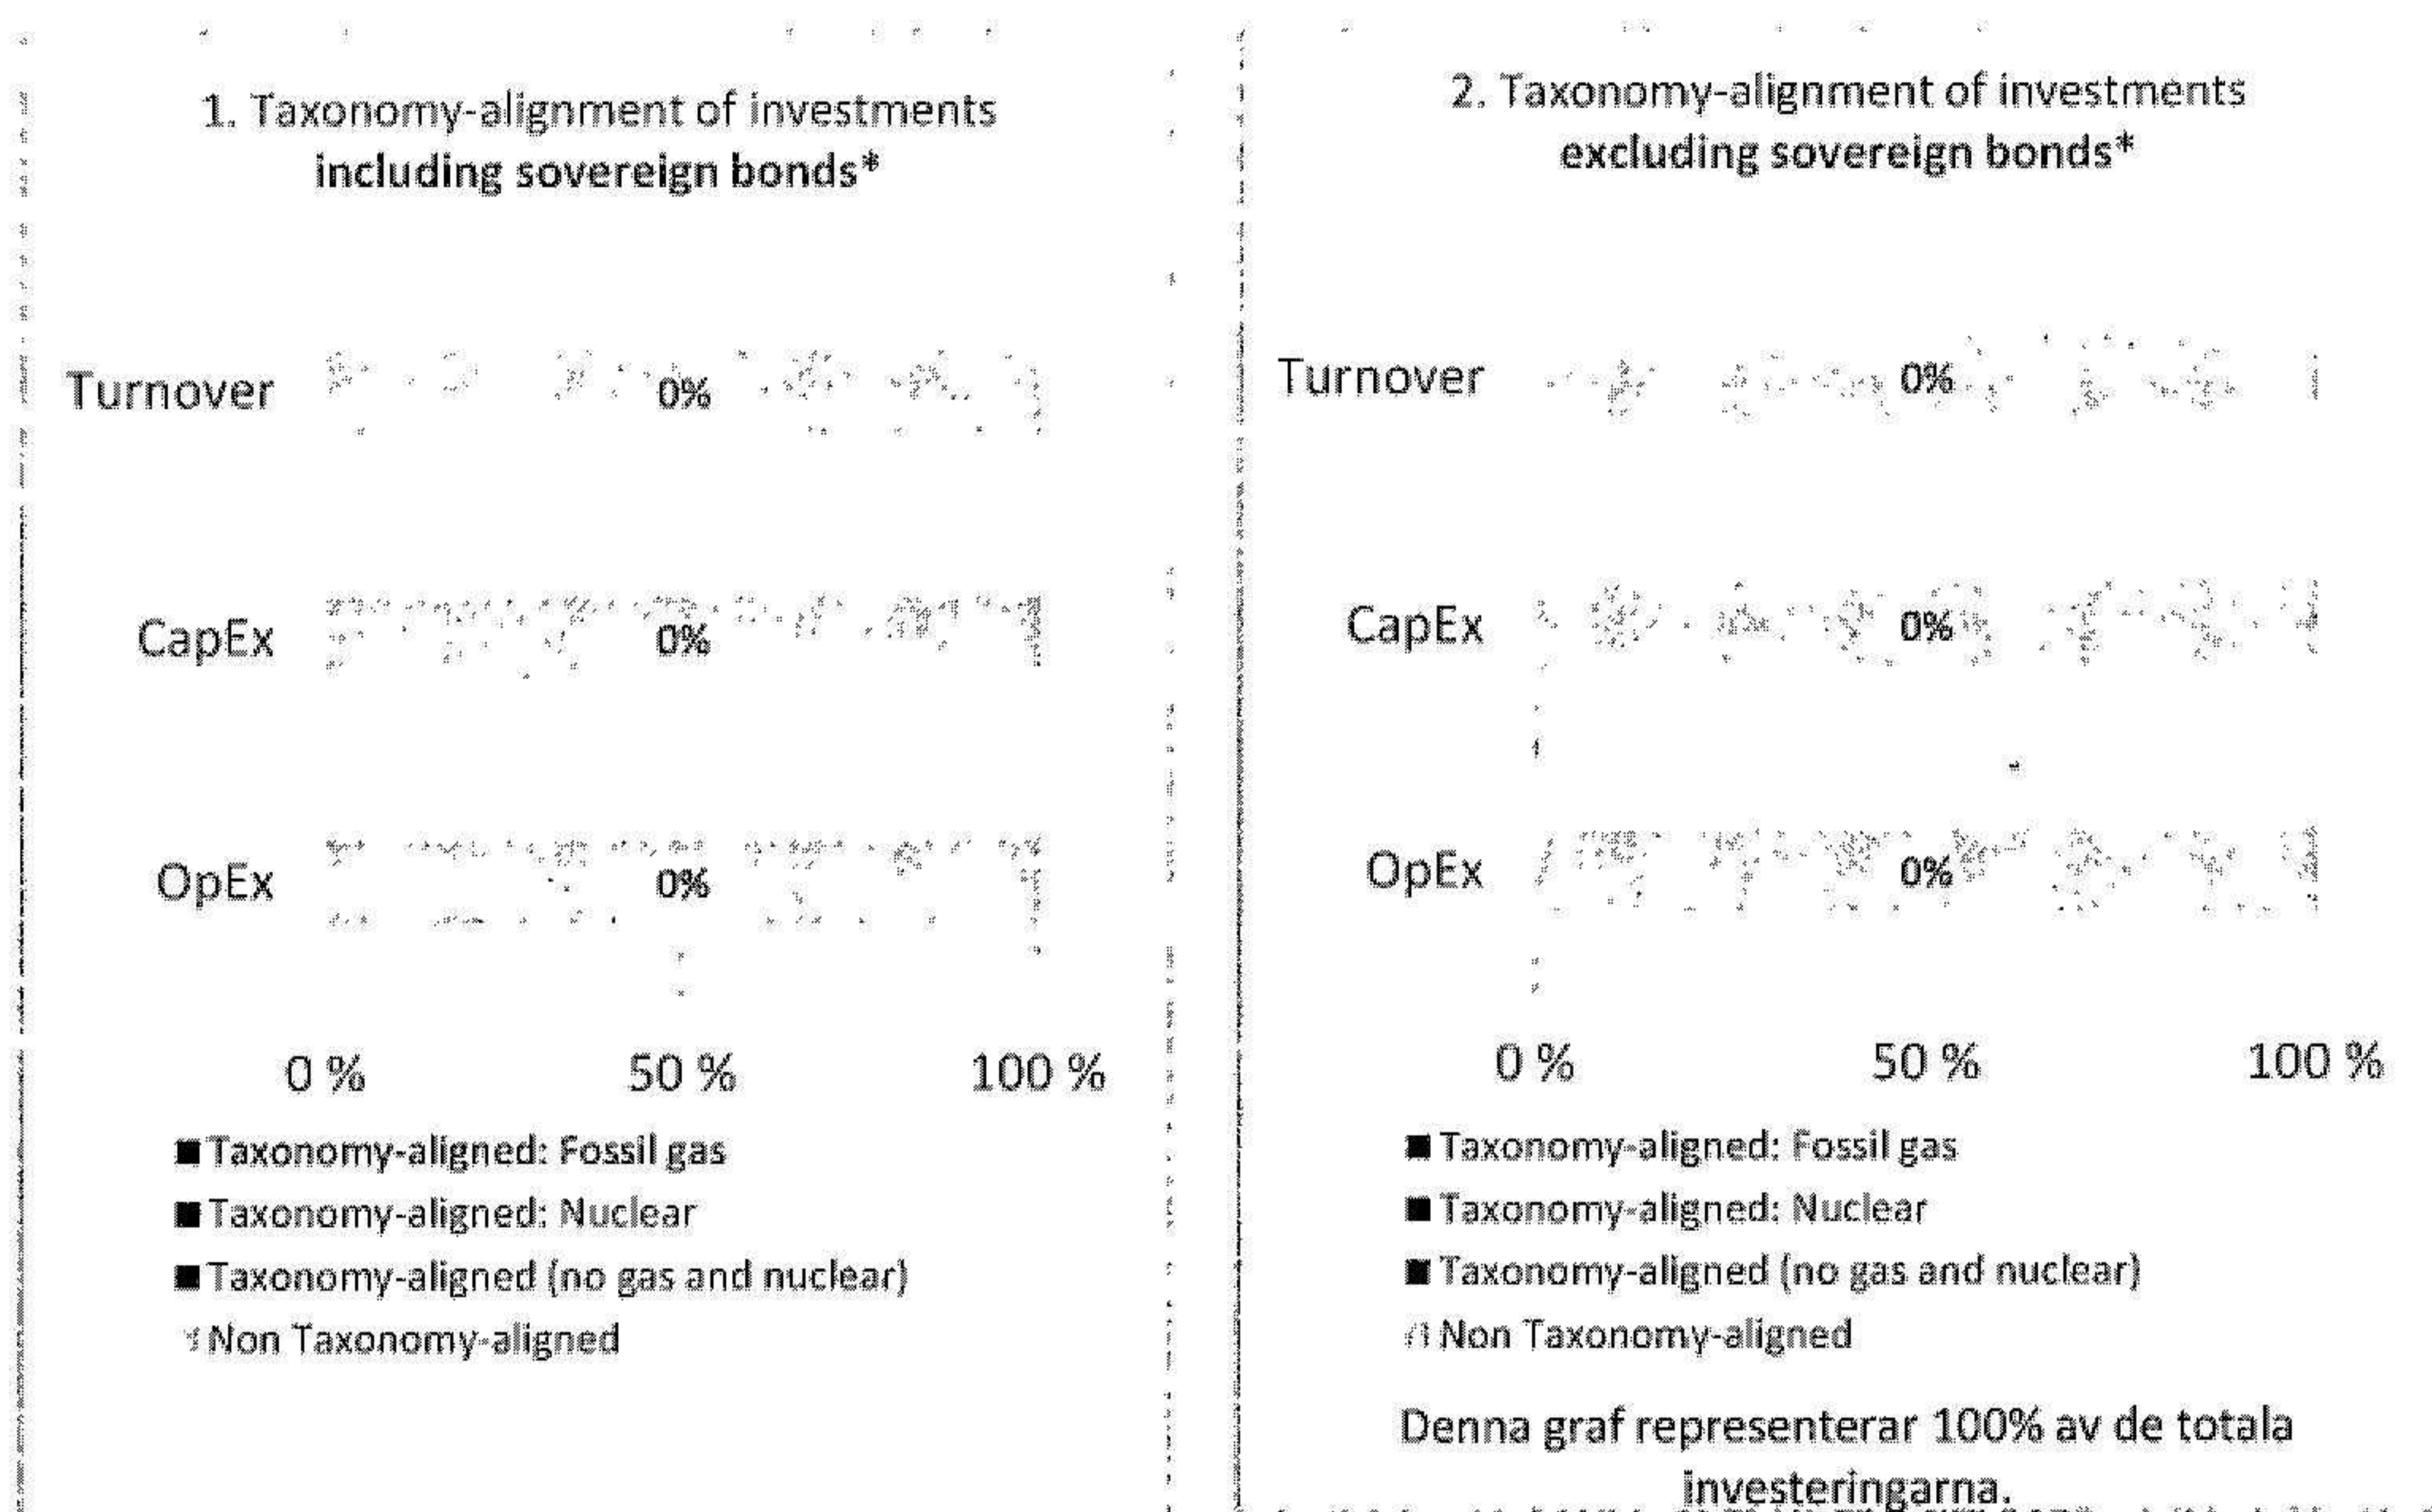 1. Taxonomy-alignment of investments
including sovereign bonds*
Turnover
0%
CapEx
0%
OpEx
0%
0 %
50 %
100 %
Taxonomy-aligned: Fossil gas
Taxonomy-aligned: Nuclear
Taxonomy-aligned (no gas and nuclear)
Non Taxonomy-aligned
2. Taxonomy-alignment of investments
excluding sovereign bonds*
Turnover
0%
CapEx
0%
OpEx
0%
0 %
50 %
100 %
Taxonomy-aligned: Fossil gas
Taxonomy-aligned: Nuclear
Taxonomy-aligned (no gas and nuclear)
Non Taxonomy-aligned
Denna graf representerar 100% av de totala
investeringarna.